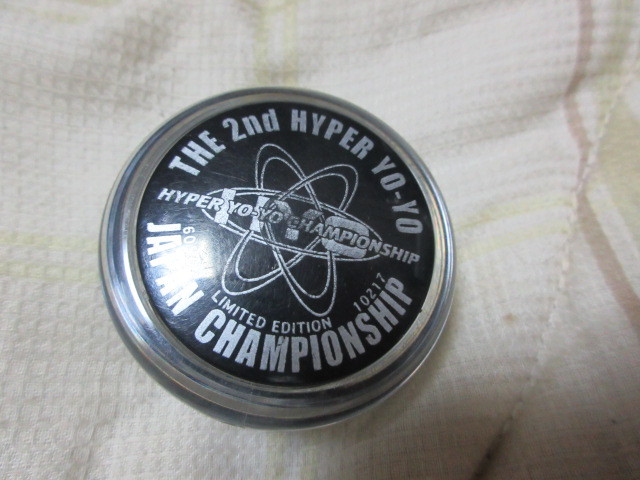 THE 2nd HYPER YO-YO
HYPER YO-YO CHAMPIONSHIP
LIMITED EDITION
10217
JAPAN CHAMPIONSHIP